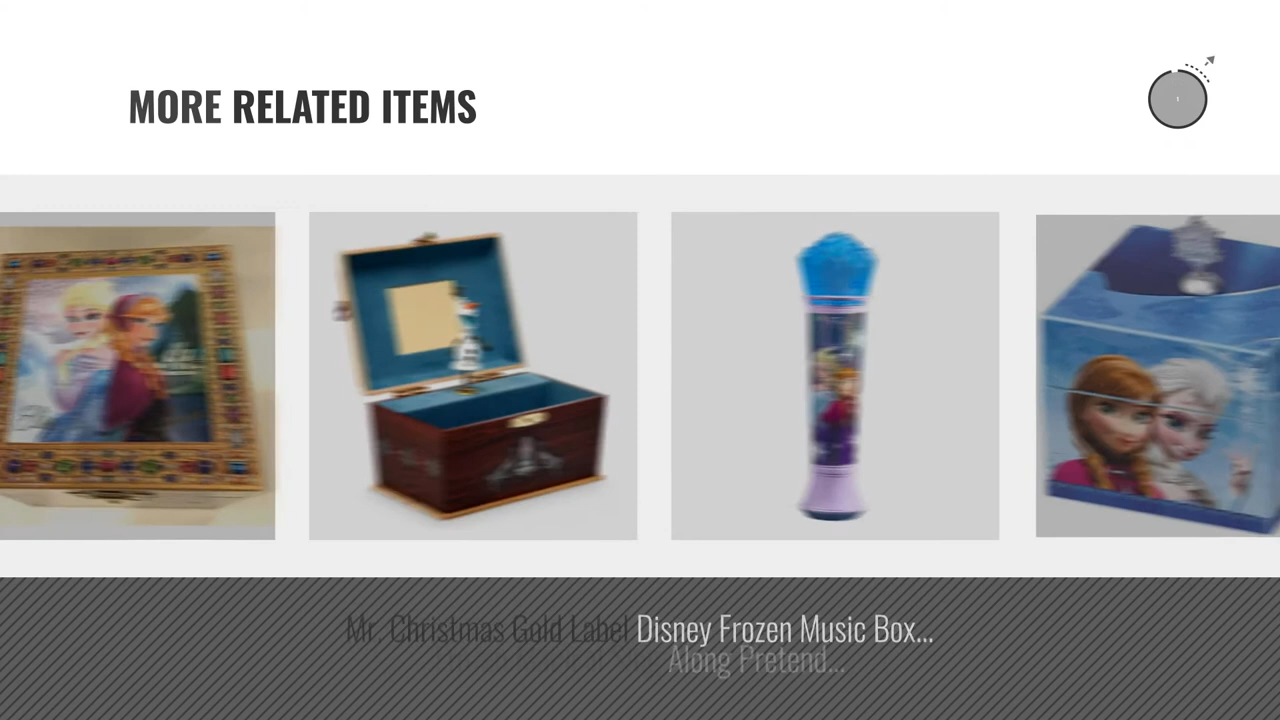 MORE RELATED ITEMS
Mr. Christmas Gold Label Disney Frozen Music Box...
Along Pretend...